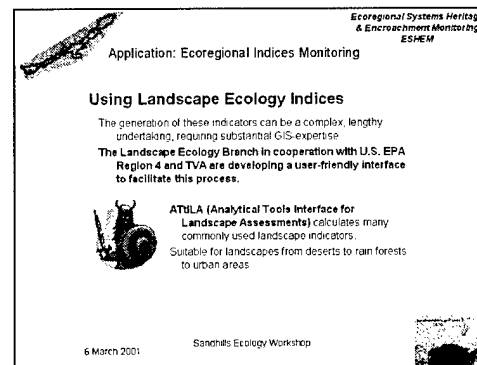 Ecoregional Systems Heritag
& Encroachment Monitoring
ESHEM
Application: Ecoregional Indices Monitoring
Using Landscape Ecology Indices
The generation of these indicators can be a complex, lengthy
undertaking, requiring substantial GIS-expertise
The Landscape Ecology Branch in cooperation with U.S. EPA
Region 4 and TVA are developing a user-friendly interface
to facilitate this process.
ATtILA (Analytical Tools Interface for
Landscape Assessments) calculates many
commonly used landscape indicators.
Suitable for landscapes from deserts to rain forests
to urban areas
6 March 2001
Sandhills Ecology Workshop